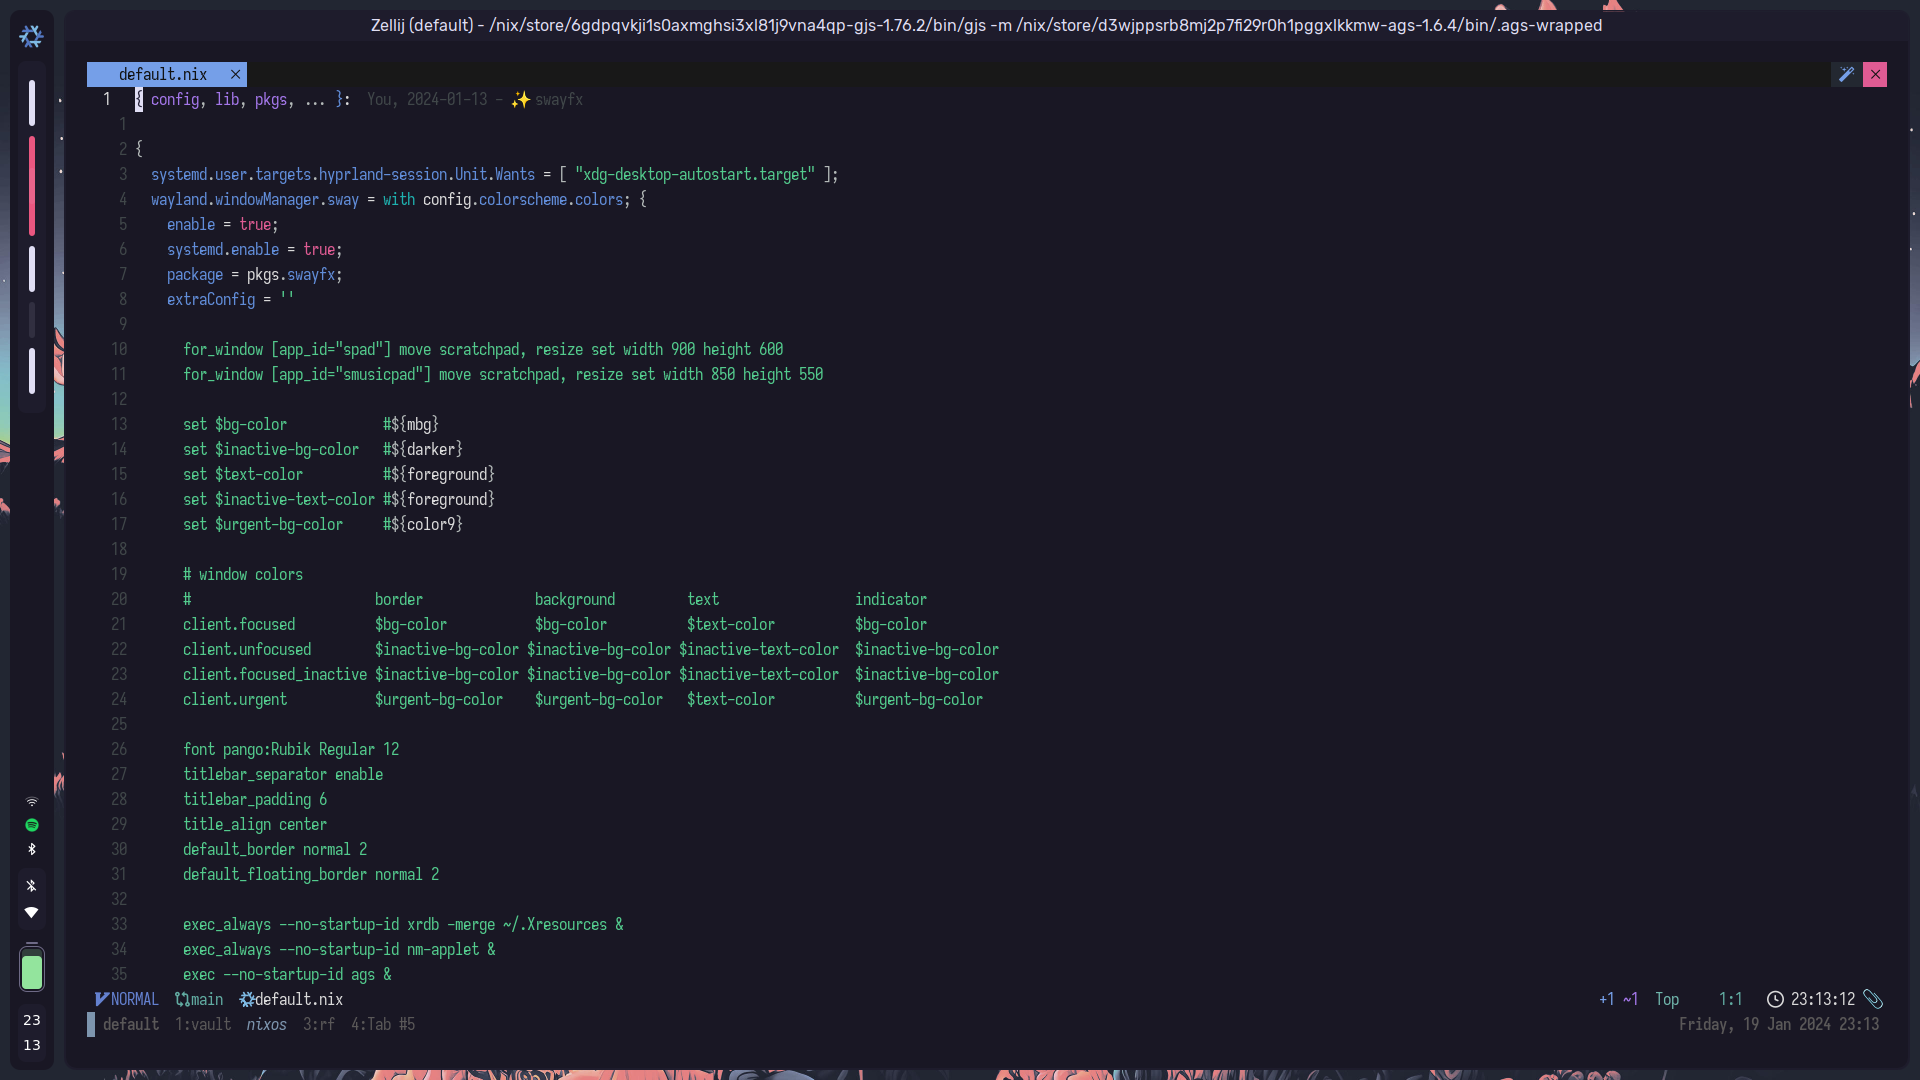 Zellij (default) - /nix/store/6gdpqvkji1s0axmghsi3xl81j9vna4qp-gjs-1.76.2/bin/gjs -m /nix/store/d3wjppsrb8mj2p7fi29r0h1pggxlkkmw-ags-1.6.4/bin/.ags-wrapped
default.nix ×
1 { config, lib, pkgs, ... }: You, 2024-01-13 - ✨ swayfx
1
2 {
3 systemd.user.targets.hyprland-session.Unit.Wants = [ "xdg-desktop-autostart.target" ];
4 wayland.windowManager.sway = with config.colorscheme.colors; {
5 enable = true;
6 systemd.enable = true;
7 package = pkgs.swayfx;
8 extraConfig = ''
9
10 for_window [app_id="spad"] move scratchpad, resize set width 900 height 600
11 for_window [app_id="smusicpad"] move scratchpad, resize set width 850 height 550
12
13 set $bg-color #${mbg}
14 set $inactive-bg-color #${darker}
15 set $text-color #${foreground}
16 set $inactive-text-color #${foreground}
17 set $urgent-bg-color #${color9}
18
19 # window colors
20 # border background text indicator
21 client.focused $bg-color $bg-color $text-color $bg-color
22 client.unfocused $inactive-bg-color $inactive-bg-color $inactive-text-color $inactive-bg-color
23 client.focused_inactive $inactive-bg-color $inactive-bg-color $inactive-text-color $inactive-bg-color
24 client.urgent $urgent-bg-color $urgent-bg-color $text-color $urgent-bg-color
25
26 font pango:Rubik Regular 12
27 titlebar_separator enable
28 titlebar_padding 6
29 title_align center
30 default_border normal 2
31 default_floating_border normal 2
32
33 exec_always --no-startup-id xrdb -merge ~/.Xresources &
34 exec_always --no-startup-id nm-applet &
35 exec --no-startup-id ags &
NORMAL main default.nix +1 ~1 Top 1:1 23:13:12
default 1:vault nixos 3:rf 4:Tab #5 Friday, 19 Jan 2024 23:13
23
13